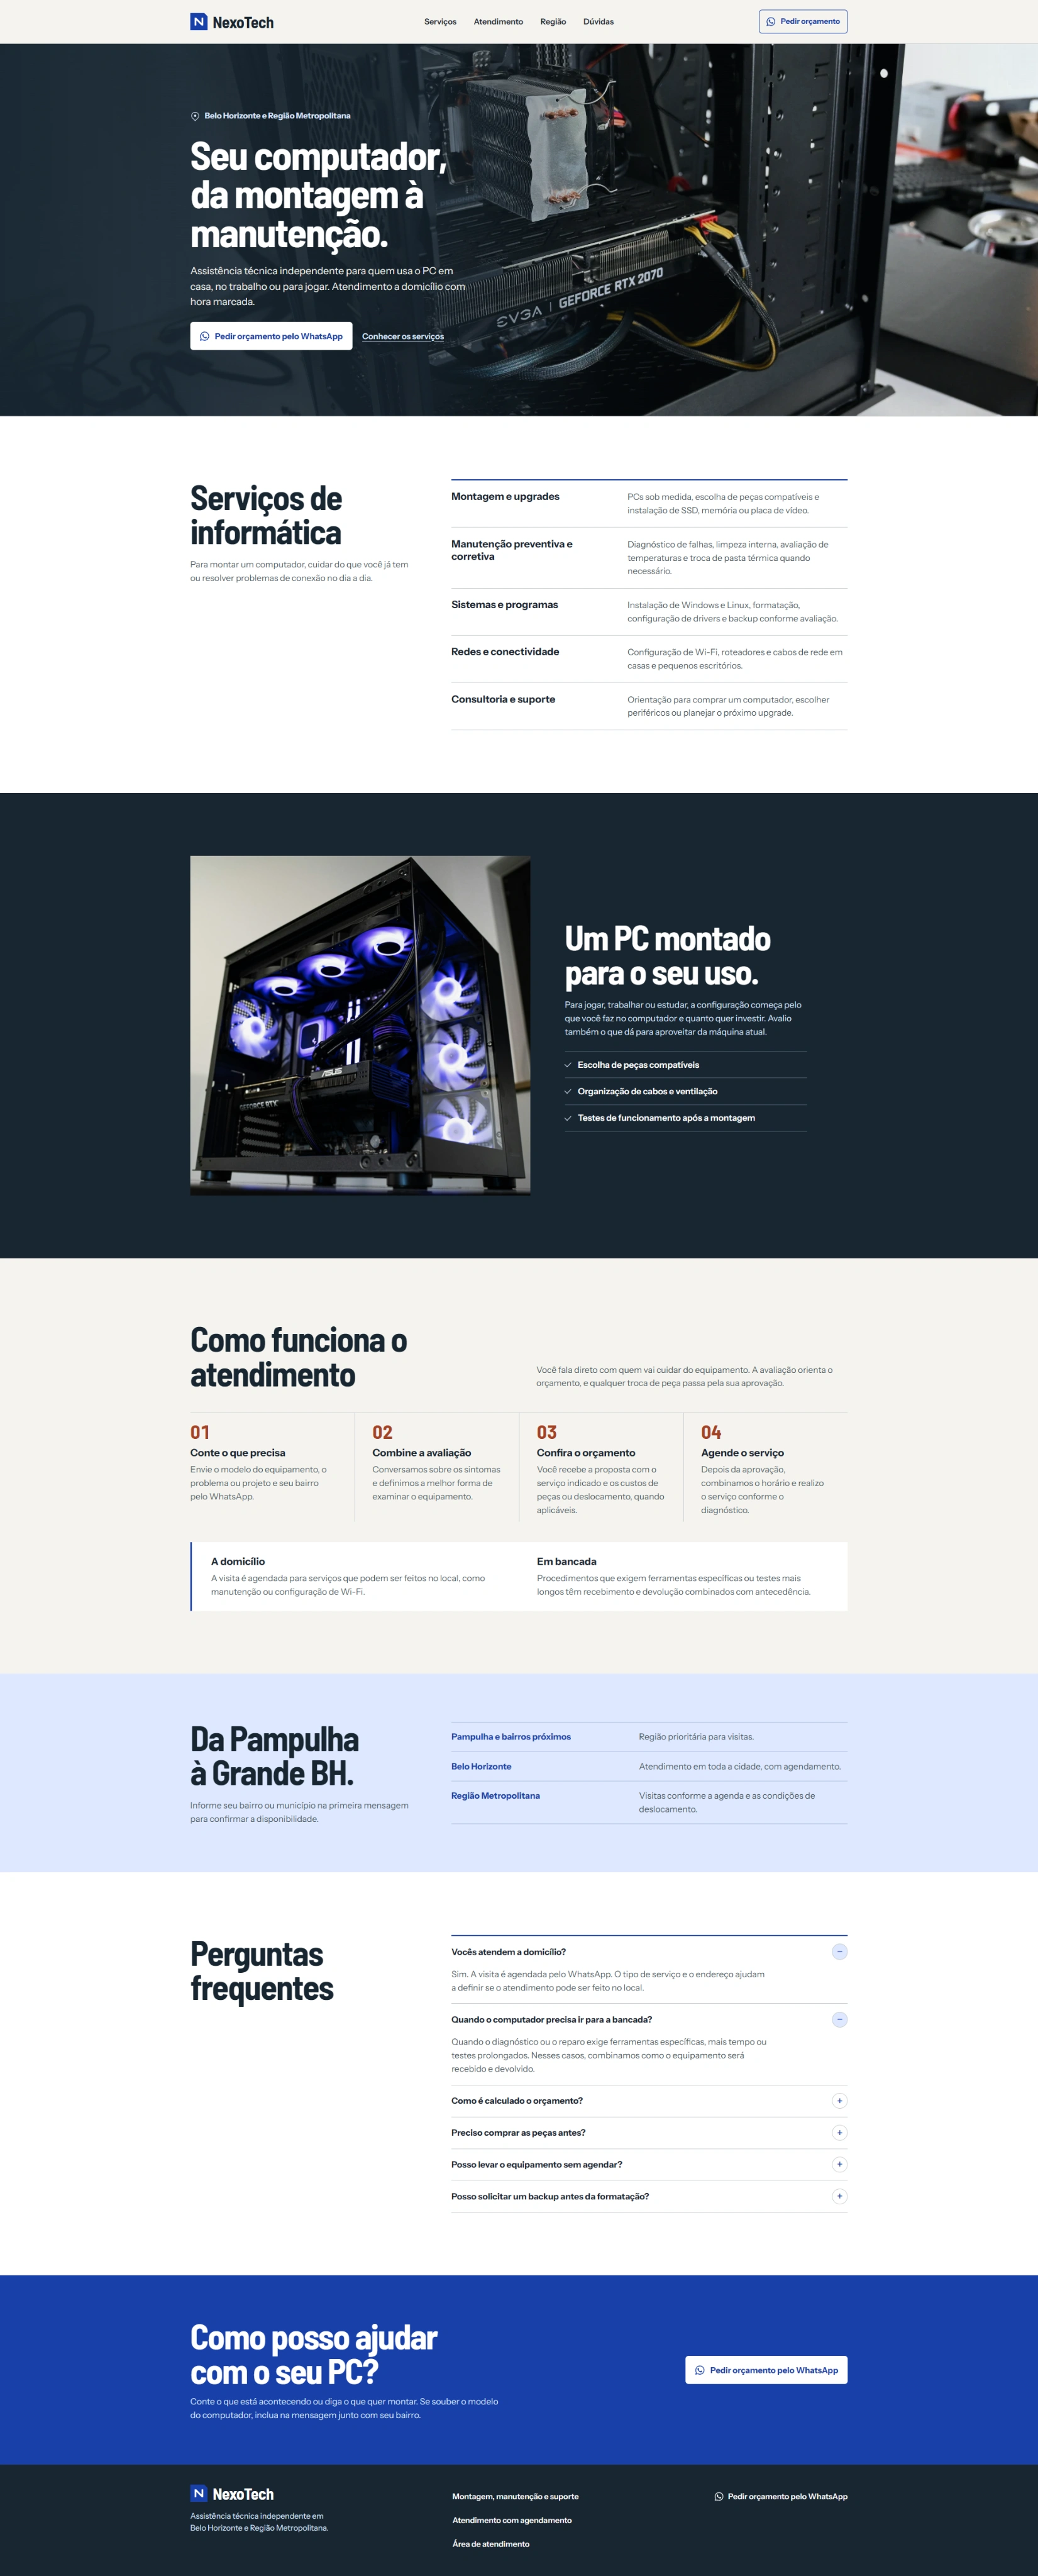 N NexoTech
Serviços
Atendimento
Região
Dúvidas
Pedir orçamento
Belo Horizonte e Região Metropolitana
Seu computador,
da montagem à
manutenção.
Assistência técnica independente para quem usa o PC em
casa, no trabalho ou para jogar. Atendimento a domicílio com
hora marcada.
Pedir orçamento pelo WhatsApp
Conhecer os serviços
EVGA | GEFORCE RTX 2070
Serviços de
informática
Para montar um computador, cuidar do que você já tem
ou resolver problemas de conexão no dia a dia.
Montagem e upgrades
PCs sob medida, escolha de peças compatíveis e
instalação de SSD, memória ou placa de vídeo.
Manutenção preventiva e
corretiva
Diagnóstico de falhas, limpeza interna, avaliação de
temperaturas e troca de pasta térmica quando
necessário.
Sistemas e programas
Instalação de Windows e Linux, formatação,
configuração de drivers e backup conforme avaliação.
Redes e conectividade
Configuração de Wi-Fi, roteadores e cabos de rede em
casas e pequenos escritórios.
Consultoria e suporte
Orientação para comprar um computador, escolher
periféricos ou planejar o próximo upgrade.
ASUS
GEFORCE RTX
Um PC montado
para o seu uso.
Para jogar, trabalhar ou estudar, a configuração começa pelo
que você faz no computador e quanto quer investir. Avalio
também o que dá para aproveitar da máquina atual.
Escolha de peças compatíveis
Organização de cabos e ventilação
Testes de funcionamento após a montagem
Como funciona o
atendimento
Você fala direto com quem vai cuidar do equipamento. A avaliação orienta o
orçamento, e qualquer troca de peça passa pela sua aprovação.
01
Conte o que precisa
Envie o modelo do equipamento, o
problema ou projeto e seu bairro
pelo WhatsApp.
02
Combine a avaliação
Conversamos sobre os sintomas
e definimos a melhor forma de
examinar o equipamento.
03
Confira o orçamento
Você recebe a proposta com o
serviço indicado e os custos de
peças ou deslocamento, quando
aplicáveis.
04
Agende o serviço
Depois da aprovação,
combinamos o horário e realizo
o serviço conforme o
diagnóstico.
A domicílio
A visita é agendada para serviços que podem ser feitos no local, como
manutenção ou configuração de Wi-Fi.
Em bancada
Procedimentos que exigem ferramentas específicas ou testes mais
longos têm recebimento e devolução combinados com antecedência.
Da Pampulha
à Grande BH.
Informe seu bairro ou município na primeira mensagem
para confirmar a disponibilidade.
Pampulha e bairros próximos
Região prioritária para visitas.
Belo Horizonte
Atendimento em toda a cidade, com agendamento.
Região Metropolitana
Visitas conforme a agenda e as condições de
deslocamento.
Perguntas
frequentes
Vocês atendem a domicílio?
Sim. A visita é agendada pelo WhatsApp. O tipo de serviço e o endereço ajudam
a definir se o atendimento pode ser feito no local.
Quando o computador precisa ir para a bancada?
Quando o diagnóstico ou o reparo exige ferramentas específicas, mais tempo ou
testes prolongados. Nesses casos, combinamos como o equipamento será
recebido e devolvido.
Como é calculado o orçamento?
Preciso comprar as peças antes?
Posso levar o equipamento sem agendar?
Posso solicitar um backup antes da formatação?
Como posso ajudar
com o seu PC?
Conte o que está acontecendo ou diga o que quer montar. Se souber o modelo
do computador, inclua na mensagem junto com seu bairro.
Pedir orçamento pelo WhatsApp
N NexoTech
Assistência técnica independente em
Belo Horizonte e Região Metropolitana.
Montagem, manutenção e suporte
Atendimento com agendamento
Área de atendimento
Pedir orçamento pelo WhatsApp